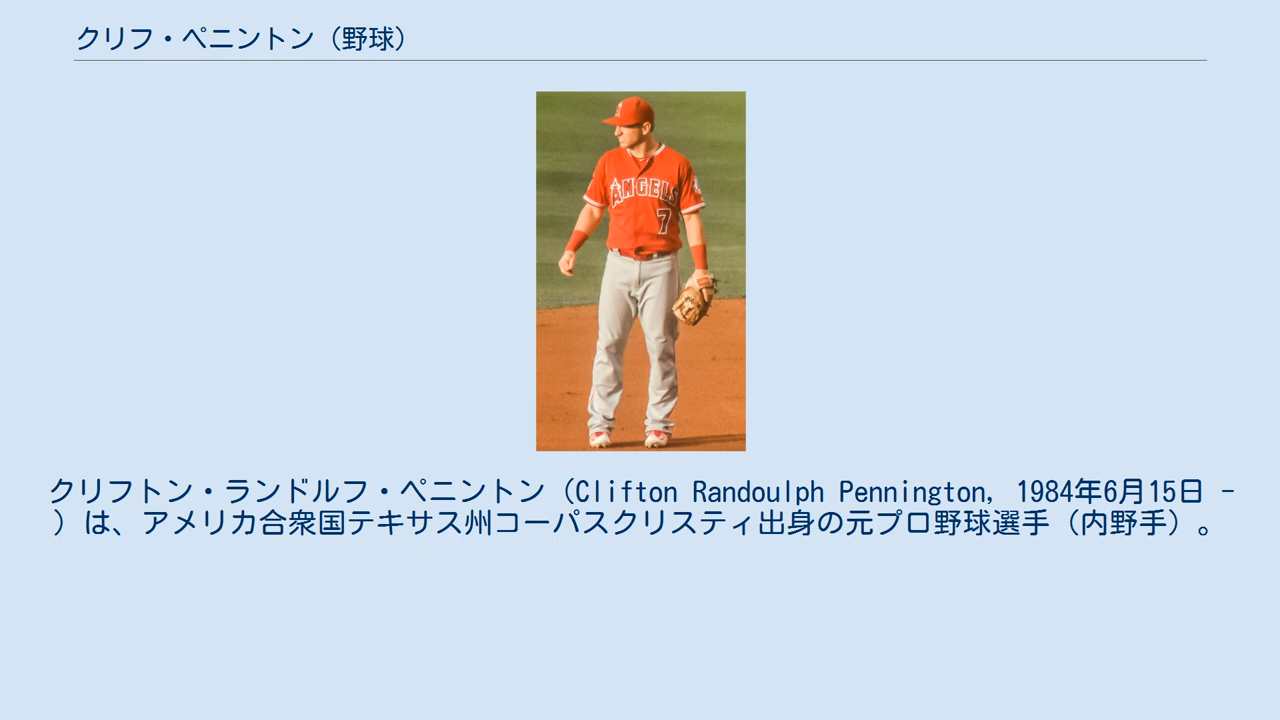 クリフ・ペニントン（野球）
ANGELS
7
クリフトン・ランドルフ・ペニントン（Clifton Randoulph Pennington, 1984年6月15日 -
）は、アメリカ合衆国テキサス州コーパスクリスティ出身の元プロ野球選手（内野手）。